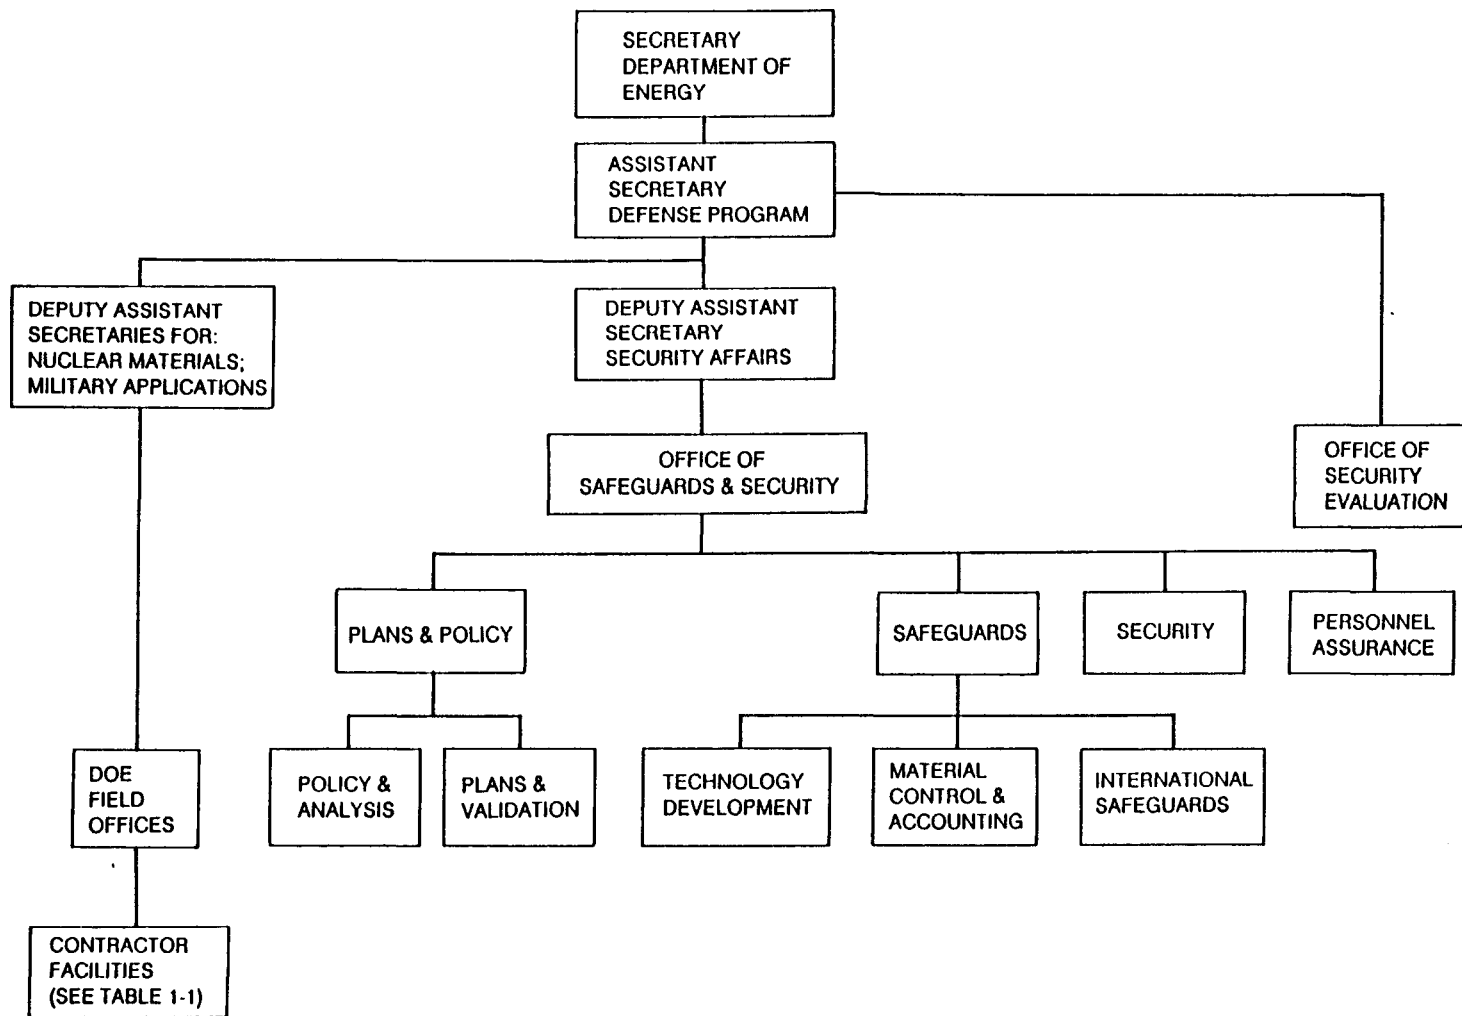 SECRETARY
DEPARTMENT OF
ENERGY
ASSISTANT
SECRETARY
DEFENSE PROGRAM
DEPUTY ASSISTANT
SECRETARIES FOR:
NUCLEAR MATERIALS;
MILITARY APPLICATIONS
DEPUTY ASSISTANT
SECRETARY
SECURITY AFFAIRS
OFFICE OF
SAFEGUARDS & SECURITY
OFFICE OF
SECURITY
EVALUATION
PLANS & POLICY
SAFEGUARDS
SECURITY
PERSONNEL
ASSURANCE
DOE
FIELD
OFFICES
POLICY &
ANALYSIS
PLANS &
VALIDATION
TECHNOLOGY
DEVELOPMENT
MATERIAL
CONTROL &
ACCOUNTING
INTERNATIONAL
SAFEGUARDS
CONTRACTOR
FACILITIES
(SEE TABLE 1-1)